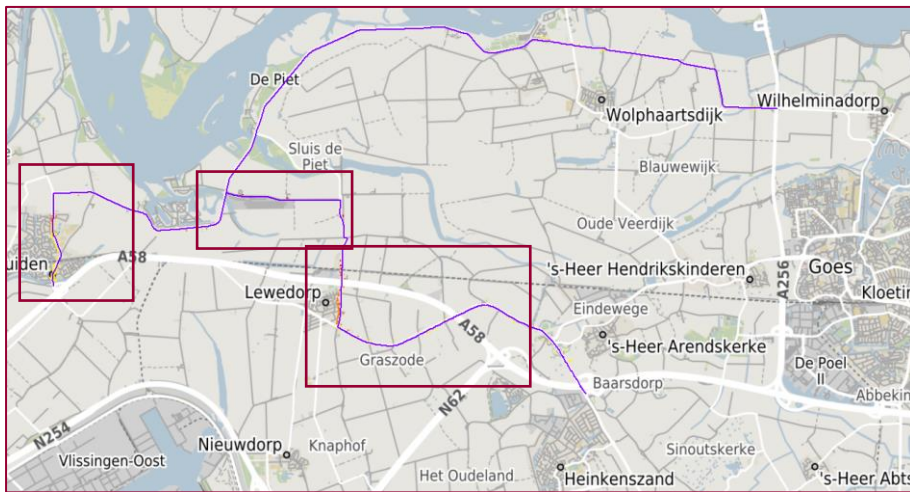 De Piet
Wolphaartsdijk
Wilhelminadorp
Sluis de
Piet
Blauwewijk
Oude Veerdijk
uiden
A58
's-Heer Hendrikskinderen
A256
Goes
Kloetin
Lewedorp
A58
Eindewege
's-Heer Arendskerke
Graszode
De Poel
II
Baarsdorp
Abbekin
N62
N254
Nieuwdorp
Knaphof
Sinoutskerke
Vlissingen-Oost
Het Oudeland
Heinkenszand
's-Heer Abts